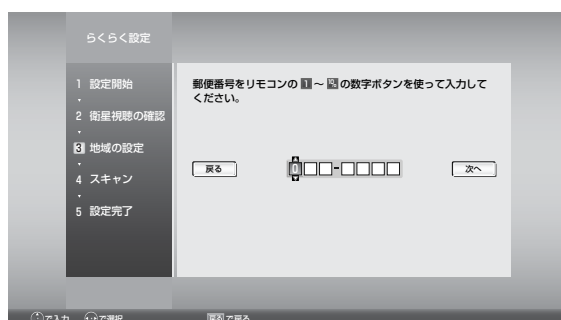 らくらく設定
1 設定開始
2 衛星視聴の確認
3 地域の設定
4 スキャン
5 設定完了
郵便番号をリモコンの 1 ~ の数字ボタンを使って入力して
ください。
戻る
-
次へ
で入力 で選択 戻る で戻る